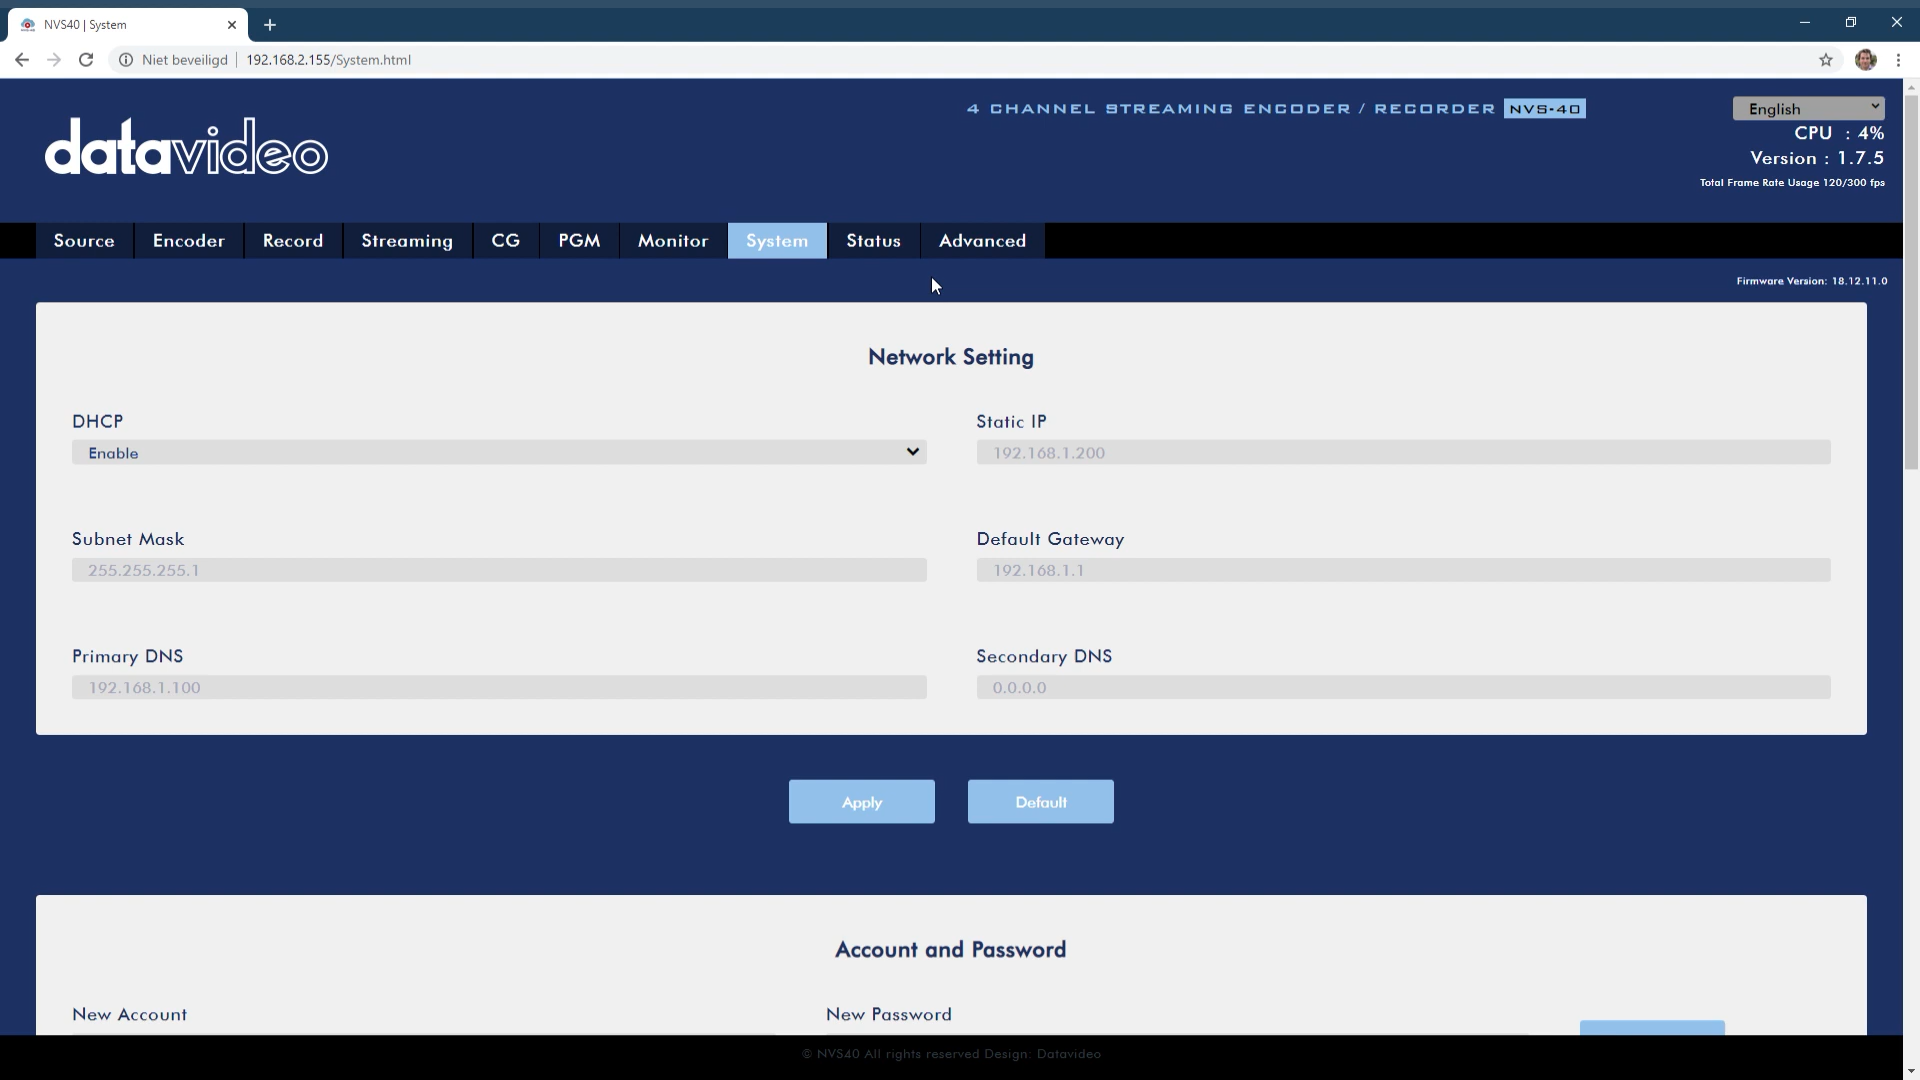 NVS40 | System
Niet beveiligd
192.168.2.155/System.html
datavideo
4 CHANNEL STREAMING ENCODER / RECORDER NVS-40
English
CPU : 4%
Version : 1.7.5
Total Frame Rate Usage 120/300 fps
Source Encoder Record Streaming CG PGM Monitor System Status Advanced
Firmware Version: 18.12.11.0
Network Setting
DHCP
Enable
Static IP
192.168.1.200
Subnet Mask
255.255.255.1
Default Gateway
192.168.1.1
Primary DNS
192.168.1.100
Secondary DNS
0.0.0.0
Apply
Default
Account and Password
New Account
New Password
© NVS40 All rights reserved Design: Datavideo